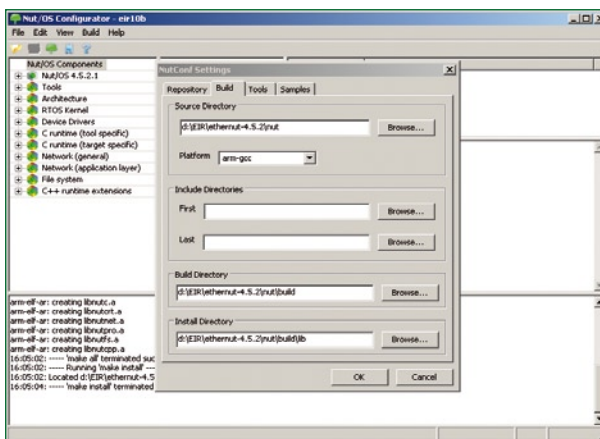 Nut/OS Configurator - eir10b
File Edit View Build Help
Nut/OS Components
Nut/OS 4.5.2.1
Tools
Architecture
RTOS Kernel
Device Drivers
C runtime (tool specific)
C runtime (target specific)
Network (general)
Network (application layer)
File system
C++ runtime extensions
NutConf Settings
Repository Build Tools Samples
Source Directory
d:\EIR\ethernut-4.5.2\nut Browse...
Platform arm-gcc
Include Directories
First Browse...
Last Browse...
Build Directory
d:\EIR\ethernut-4.5.2\nut\build Browse...
Install Directory
d:\EIR\ethernut-4.5.2\nut\build\lib Browse...
OK Cancel
arm-elf-ar: creating libnutc.a
arm-elf-ar: creating libnutcrt.a
arm-elf-ar: creating libnutnet.a
arm-elf-ar: creating libnutpro.a
arm-elf-ar: creating libnutfs.a
arm-elf-ar: creating libnutcpp.a
16:05:02: ----- 'make all' terminated suc
16:05:02: ----- Running 'make install' ---
16:05:02: Located d:\EIR\ethernut-4.5
16:05:04: ----- 'make install' terminated